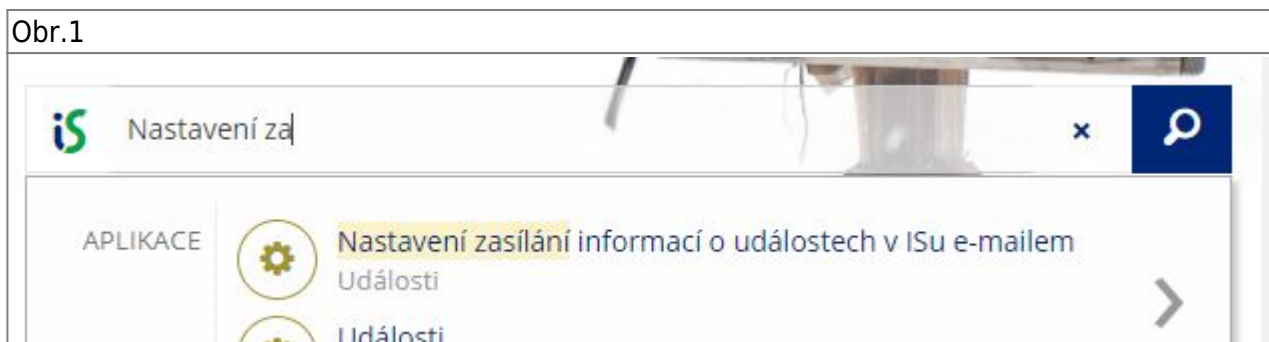 Obr.1
iS Nastavení za
APLIKACE
Nastavení zasílání informací o událostech v ISu e-mailem
Události
Události